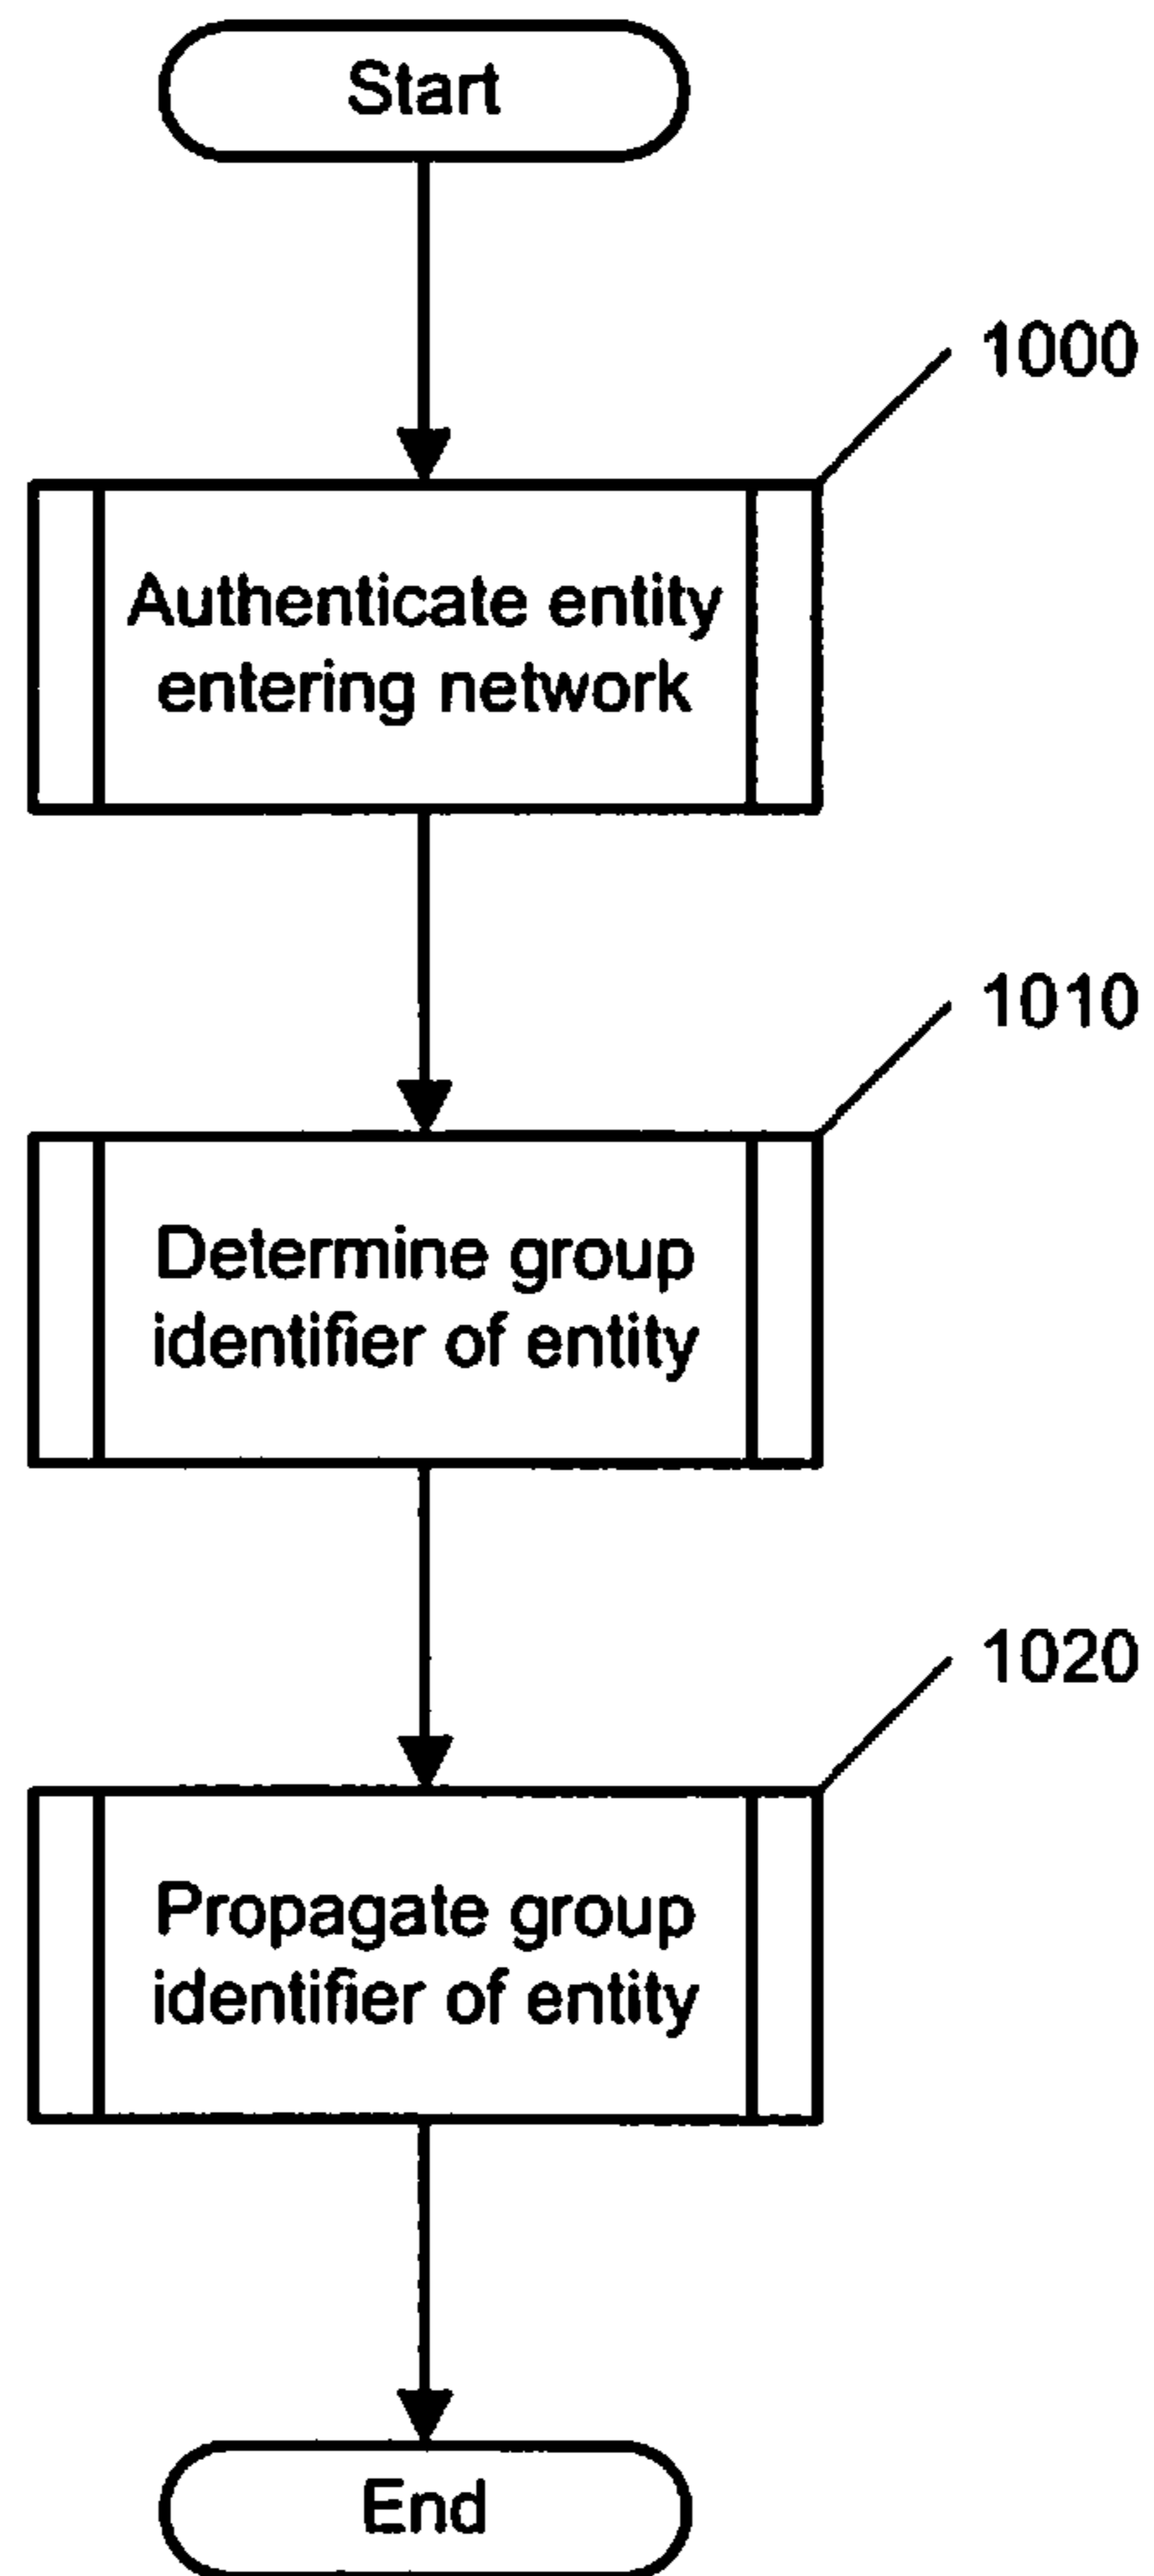 Start
1000
Authenticate entity
entering network
1010
Determine group
identifier of entity
1020
Propagate group
identifier of entity
End